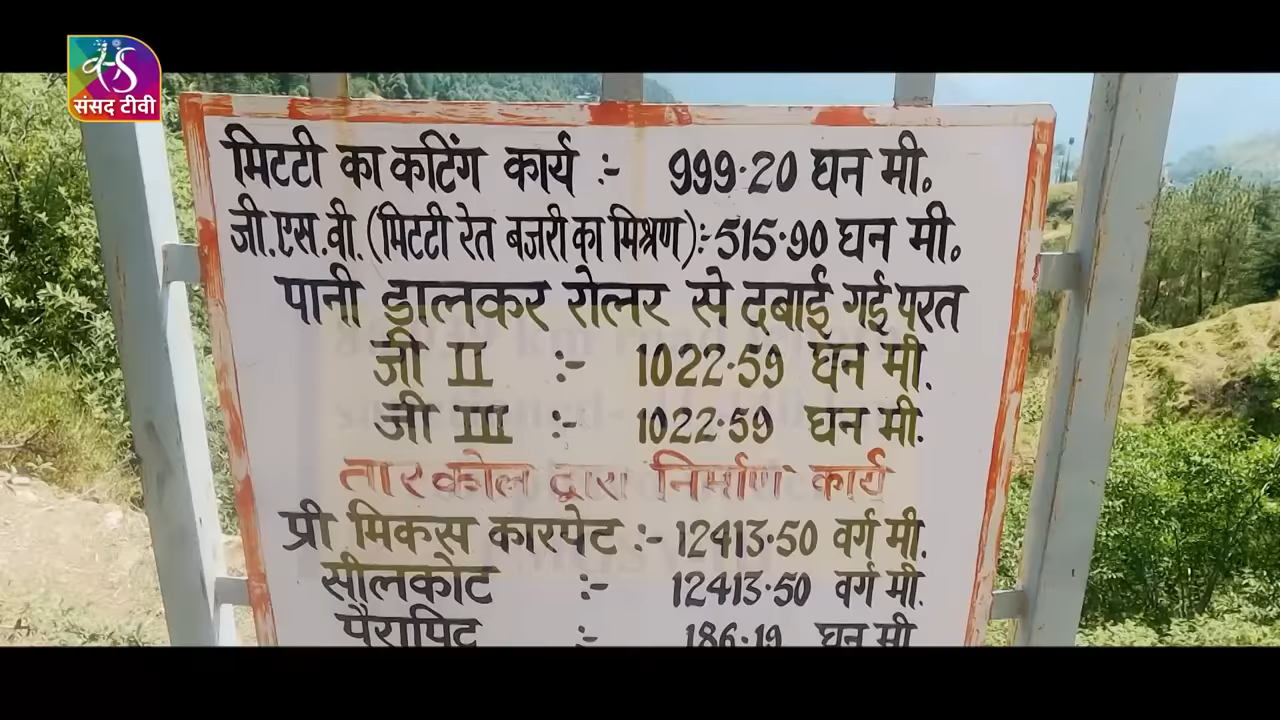 संसद टीवी
मिटटी का कटिंग कार्य :- 999.20 घन मी॰
जी.एस.वी.(मिटटी रेत बजरी का मिश्रण):-515.90 घन मी॰
पानी डालकर रोलर से दबाई गई परत
जी II :- 1022.59 घन मी.
जी III :- 1022.59 घन मी.
तारकोल द्वारा निर्माण कार्य
प्री मिकस कारपेट :- 12413.50 वर्ग मी.
सीलकोट :- 12413.50 वर्ग मी.
पैरापिट :- 186.19 घन मी